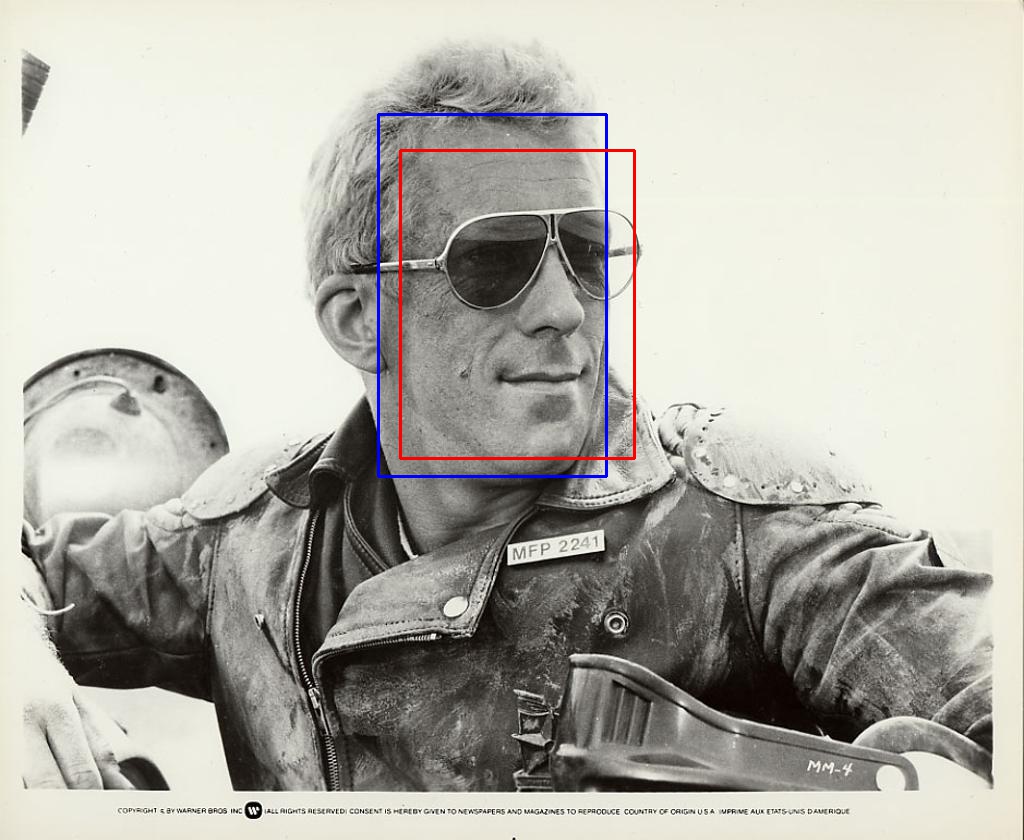 MFP 2241
MM-4
COPYRIGHT © BY WARNER BROS. INC. W (ALL RIGHTS RESERVED) CONSENT IS HEREBY GIVEN TO NEWSPAPERS AND MAGAZINES TO REPRODUCE. COUNTRY OF ORIGIN U.S.A. IMPRIME AUX ETATS-UNIS D'AMERIQUE